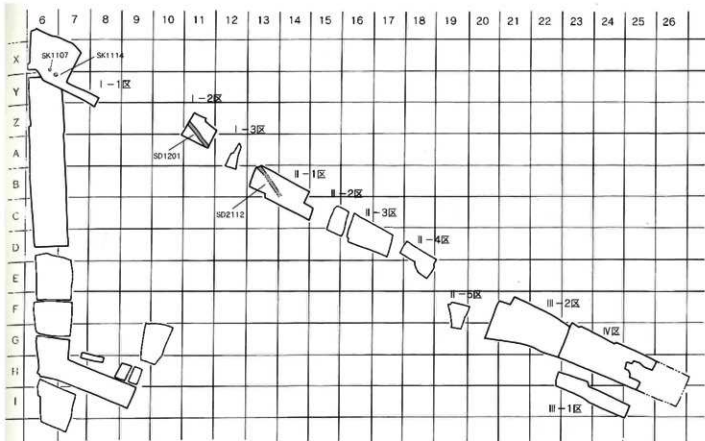 6 7 8 9 10 11 12 13 14 15 16 17 18 19 20 21 22 23 24 25 26
X
SK1107
SK1114
Y
I-1区
I-2区
Z
I-3区
A
SD1201
II-1区
B
SD2112
II-2区
C
II-3区
D
II-4区
E
II-5区
III-2区
F
IV区
G
H
III-1区
I